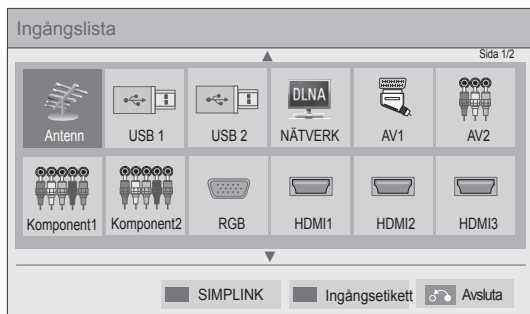 Ingångslista
Sida 1/2
DLNA
Antenn USB 1 USB 2 NÄTVERK AV1 AV2
Komponent1 Komponent2 RGB HDMI1 HDMI2 HDMI3
SIMPLINK Ingångsetikett Avsluta